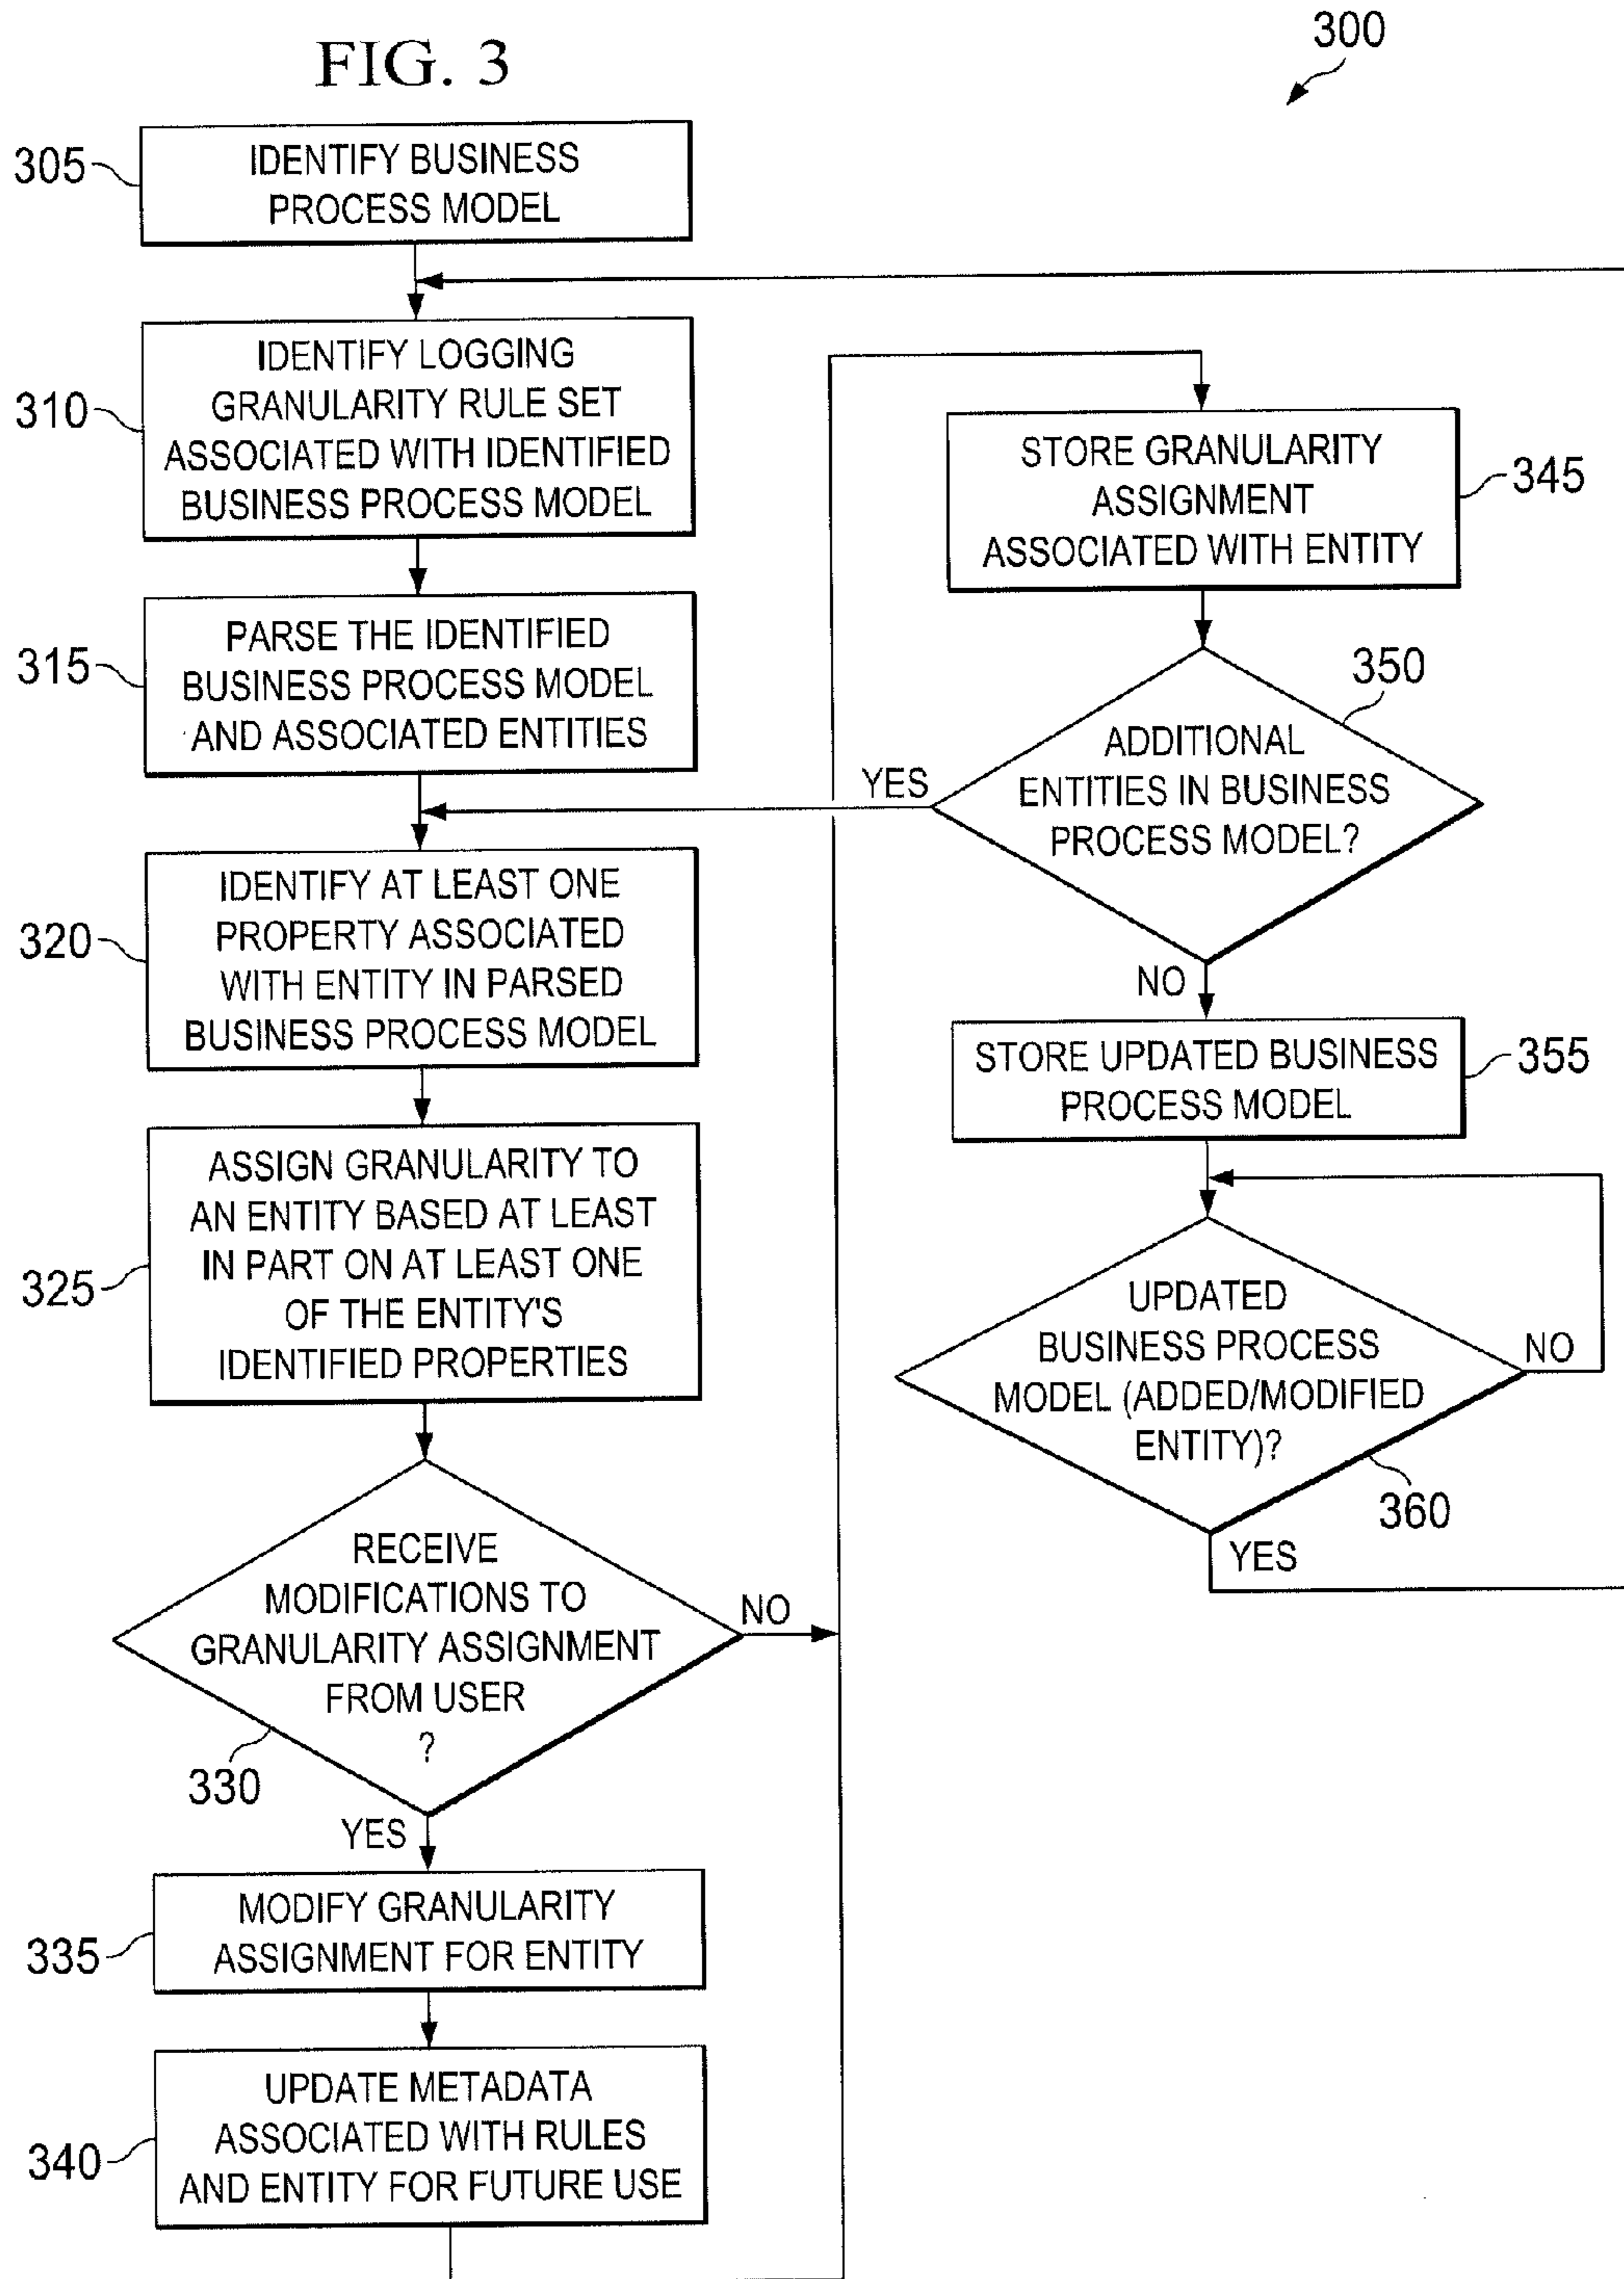 FIG. 3
300
305
IDENTIFY BUSINESS
PROCESS MODEL
310
IDENTIFY LOGGING
GRANULARITY RULE SET
ASSOCIATED WITH IDENTIFIED
BUSINESS PROCESS MODEL
315
PARSE THE IDENTIFIED
BUSINESS PROCESS MODEL
AND ASSOCIATED ENTITIES
320
IDENTIFY AT LEAST ONE
PROPERTY ASSOCIATED
WITH ENTITY IN PARSED
BUSINESS PROCESS MODEL
325
ASSIGN GRANULARITY TO
AN ENTITY BASED AT LEAST
IN PART ON AT LEAST ONE
OF THE ENTITY'S
IDENTIFIED PROPERTIES
RECEIVE
MODIFICATIONS TO
GRANULARITY ASSIGNMENT
FROM USER
?
330
NO
YES
335
MODIFY GRANULARITY
ASSIGNMENT FOR ENTITY
340
UPDATE METADATA
ASSOCIATED WITH RULES
AND ENTITY FOR FUTURE USE
STORE GRANULARITY
ASSIGNMENT
ASSOCIATED WITH ENTITY
345
350
ADDITIONAL
ENTITIES IN BUSINESS
PROCESS MODEL?
YES
NO
STORE UPDATED BUSINESS
PROCESS MODEL
355
UPDATED
BUSINESS PROCESS
MODEL (ADDED/MODIFIED
ENTITY)?
NO
360
YES